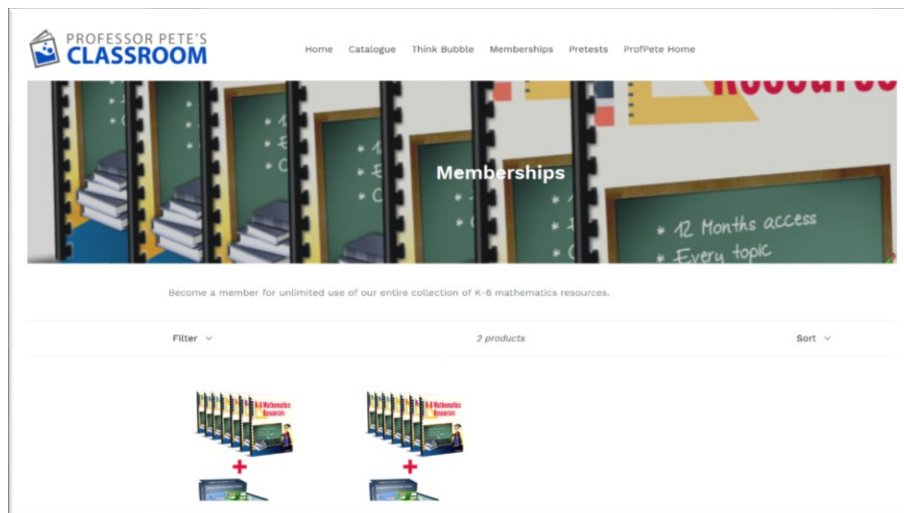 PROFESSOR PETE'S
CLASSROOM
Home Catalogue Think Bubble Memberships Pretests ProfPete Home
Memberships
* 12 Months access
* Every topic
Become a member for unlimited use of our entire collection of K-6 mathematics resources.
Filter 2 products Sort
K-6 Mathematics
Resources
K-6 Mathematics
Resources